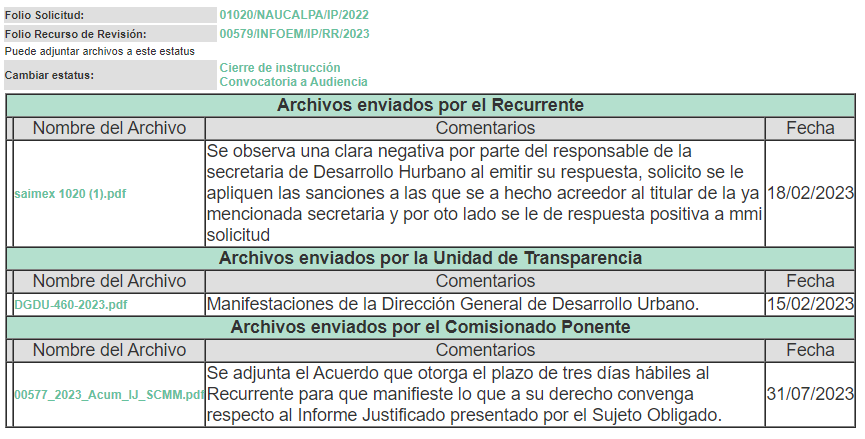 Folio Solicitud: 01020/NAUCALPA/IP/2022
Folio Recurso de Revisión: 00579/INFOEM/IP/RR/2023
Puede adjuntar archivos a este estatus
Cambiar estatus: Cierre de instrucción
Convocatoria a Audiencia
Archivos enviados por el Recurrente
Nombre del Archivo Comentarios Fecha
saimex 1020 (1).pdf
Se observa una clara negativa por parte del responsable de la
secretaria de Desarrollo Hurbano al emitir su respuesta, solicito se le
apliquen las sanciones a las que se a hecho acreedor al titular de la ya
mencionada secretaria y por oto lado se le de respuesta positiva a mmi
solicitud
18/02/2023
Archivos enviados por la Unidad de Transparencia
Nombre del Archivo Comentarios Fecha
DGDU-460-2023.pdf Manifestaciones de la Dirección General de Desarrollo Urbano. 15/02/2023
Archivos enviados por el Comisionado Ponente
Nombre del Archivo Comentarios Fecha
00577_2023_Acum_IJ_SCMM.pdf
Se adjunta el Acuerdo que otorga el plazo de tres días hábiles al
Recurrente para que manifieste lo que a su derecho convenga
respecto al Informe Justificado presentado por el Sujeto Obligado.
31/07/2023